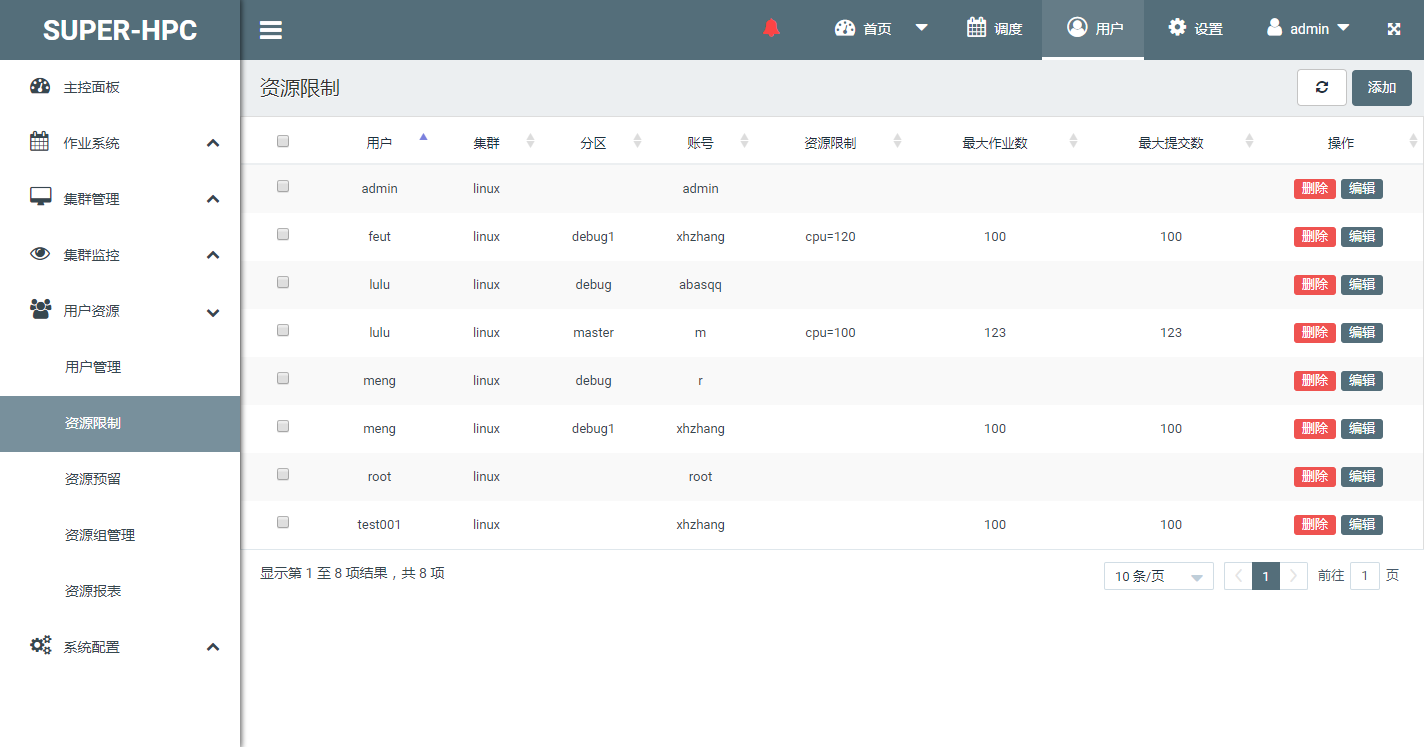 SUPER-HPC
首页
调度
用户
设置
admin
主控面板
作业系统
集群管理
集群监控
用户资源
用户管理
资源限制
资源预留
资源组管理
资源报表
系统配置
资源限制
添加
用户 集群 分区 账号 资源限制 最大作业数 最大提交数 操作
admin linux admin 删除 编辑
feut linux debug1 xhzhang cpu=120 100 100 删除 编辑
lulu linux debug abasqq 删除 编辑
lulu linux master m cpu=100 123 123 删除 编辑
meng linux debug r 删除 编辑
meng linux debug1 xhzhang 100 100 删除 编辑
root linux root 删除 编辑
test001 linux xhzhang 100 100 删除 编辑
显示第 1 至 8 项结果，共 8 项
10 条/页 1 前往 1 页